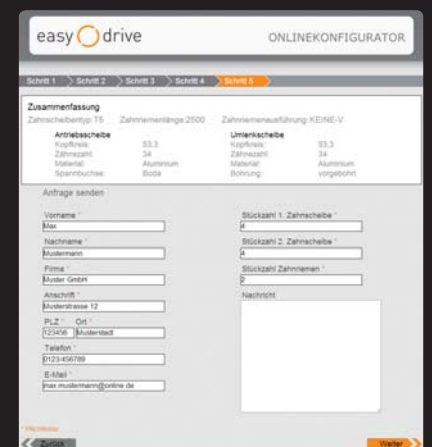 easy drive
ONLINEKONFIGURATOR
Schritt 1 Schritt 2 Schritt 3 Schritt 4 Schritt 5
Zusammenfassung
Zahnscheibentyp:T5 Zahnriemenlänge:2500 Zahnriemenausführung:KEINE-V
Antriebsscheibe Umlenkscheibe
Kopfkreis: 53.3 Kopfkreis: 53.3
Zähnezahl: 34 Zähnezahl: 34
Material: Aluminium Material: Aluminium
Spannbuchse: Boda Bohrung: vorgebohrt
Anfrage senden
Vorname * Stückzahl 1. Zahnscheibe *
Max 4
Nachname * Stückzahl 2. Zahnscheibe *
Mustermann 4
Firma * Stückzahl Zahnriemen *
Muster GmbH 2
Anschrift * Nachricht
Musterstrasse 12
PLZ * Ort *
123456 Musterstadt
Telefon *
0123-456789
E-Mail *
max.mustermann@online.de
* Pflichtfelder
Zurück Weiter